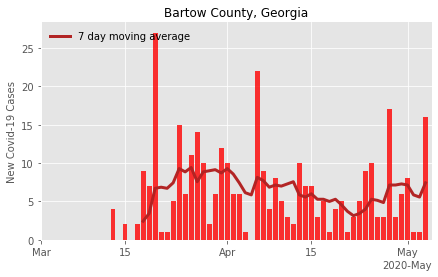 Bartow County, Georgia
7 day moving average
New Covid-19 Cases
25
20
15
10
5
0
Mar
15
Apr
15
May
2020-May